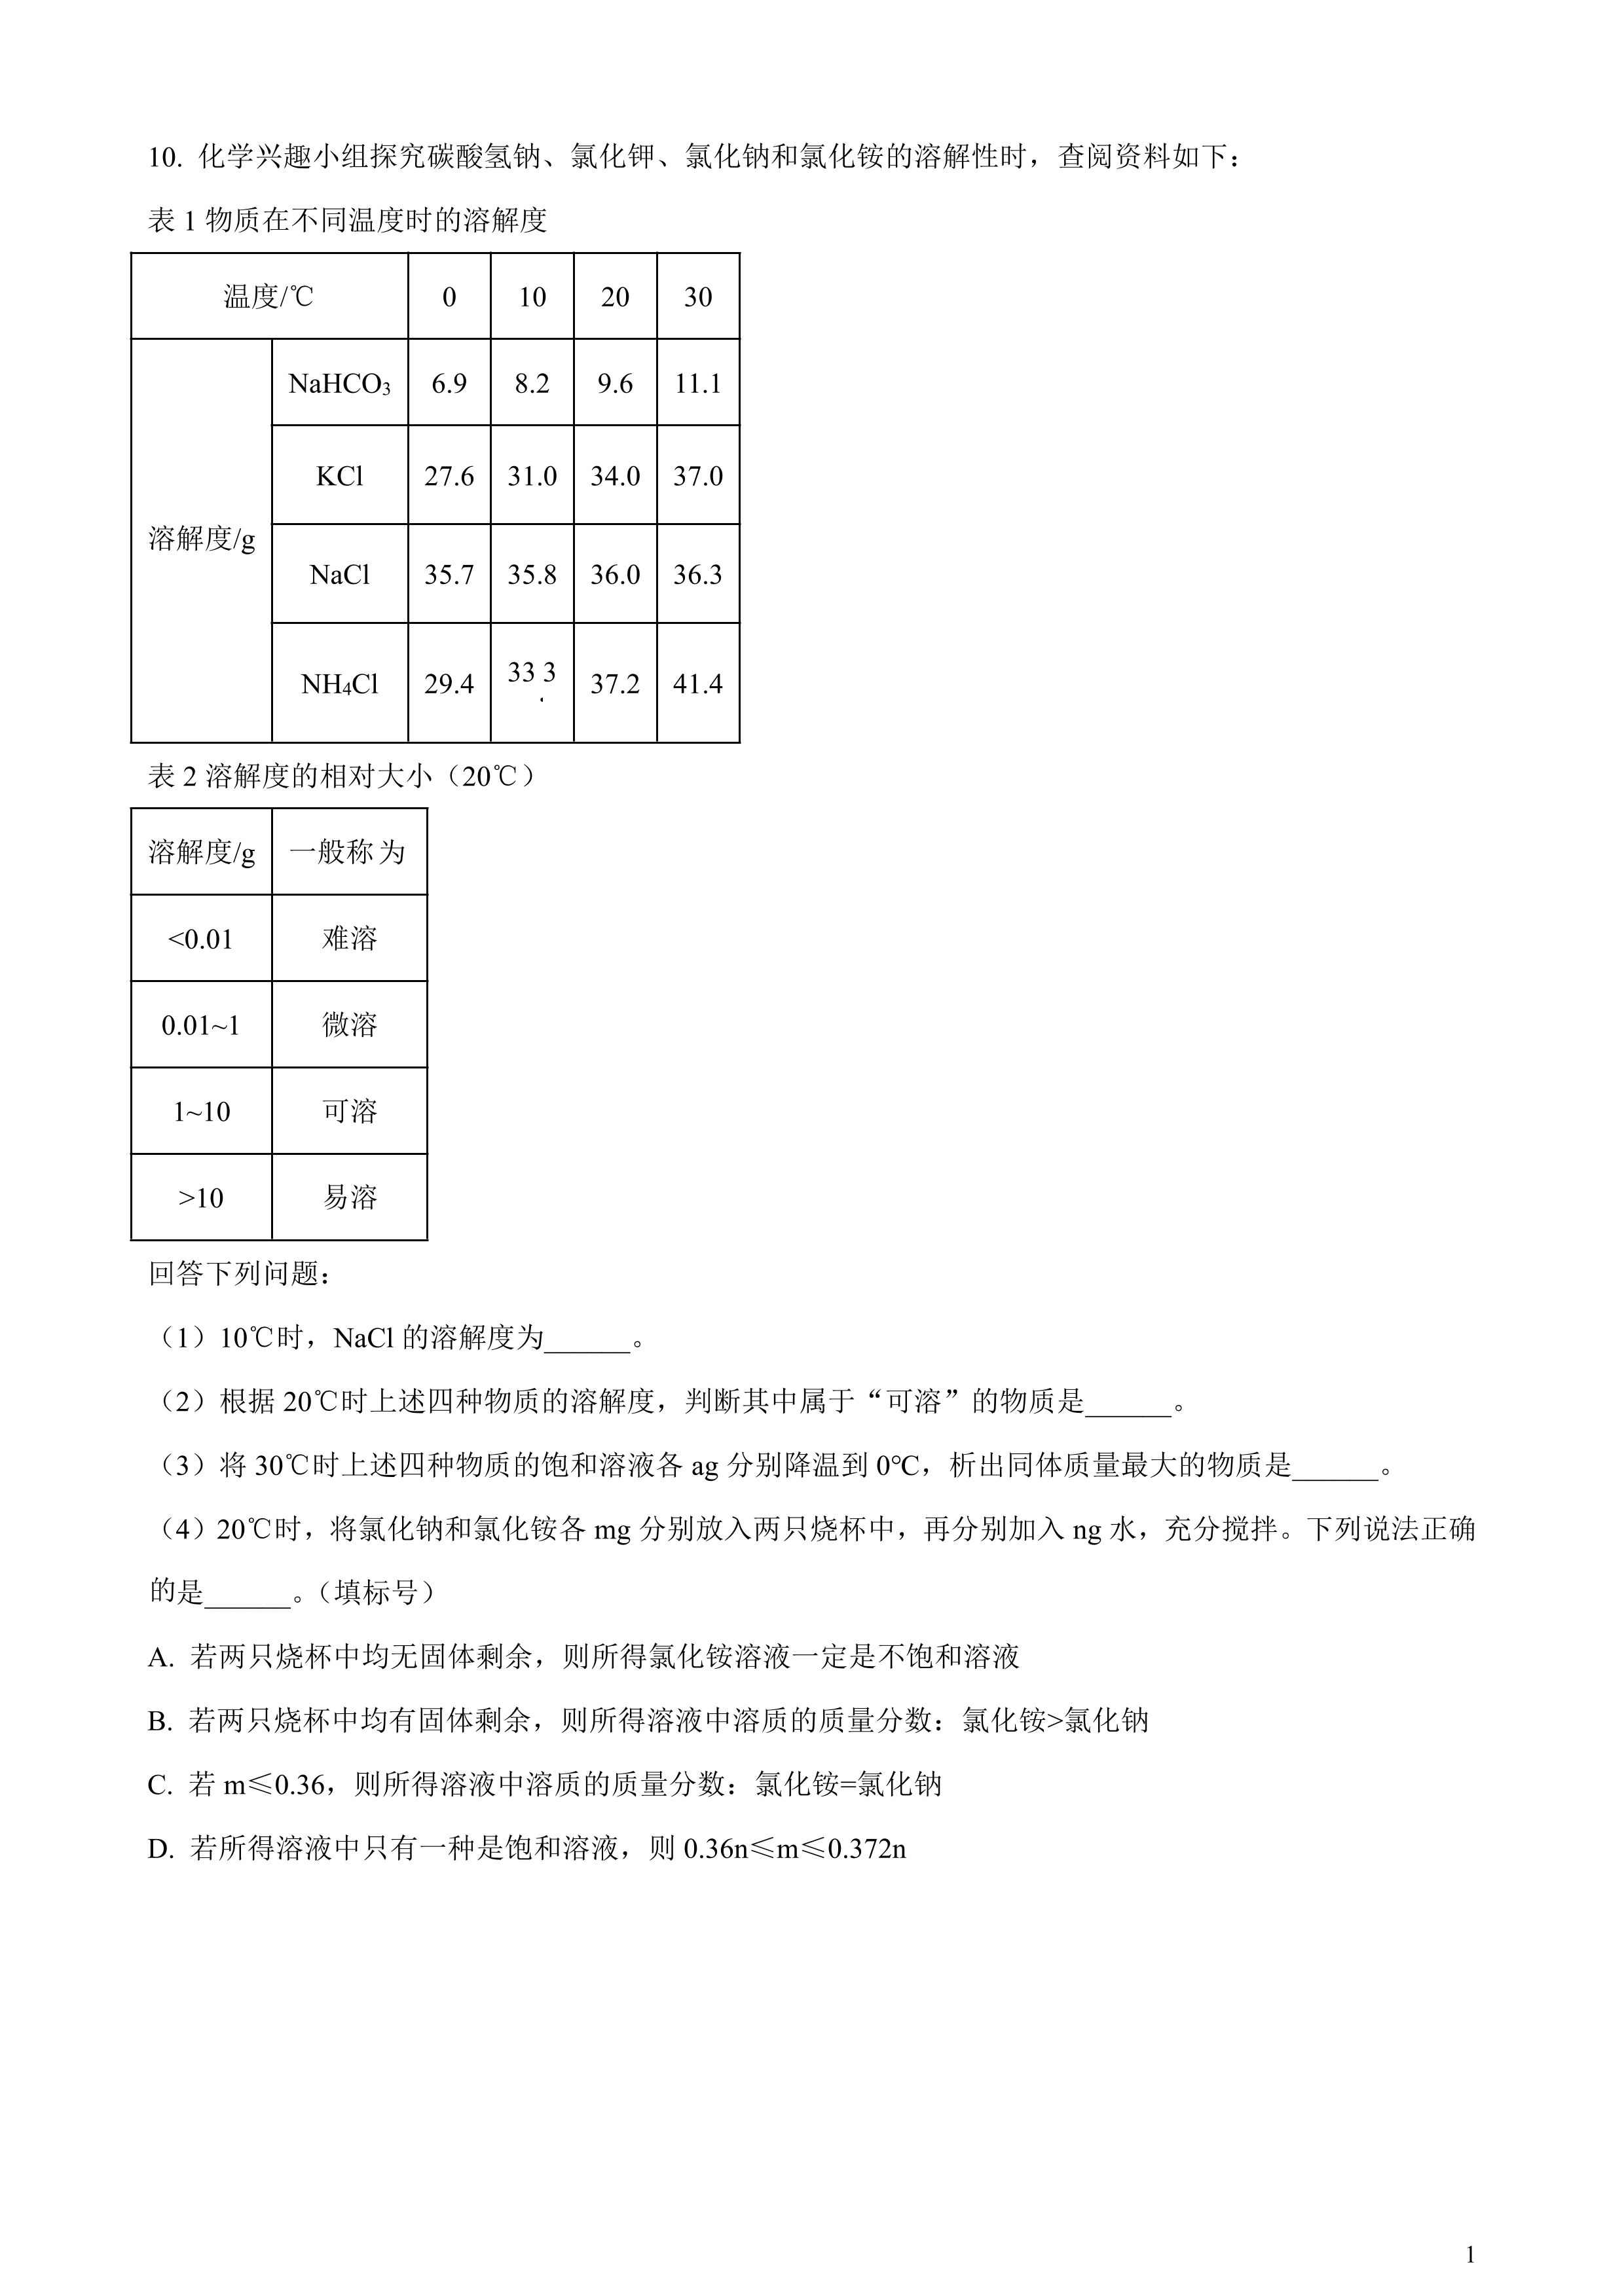 10. 化学兴趣小组探究碳酸氢钠、氯化钾、氯化钠和氯化铵的溶解性时，查阅资料如下：
表 1 物质在不同温度时的溶解度
温度/℃ 0 10 20 30
溶解度/g
NaHCO₃ 6.9 8.2 9.6 11.1
KCl 27.6 31.0 34.0 37.0
NaCl 35.7 35.8 36.0 36.3
NH₄Cl 29.4 33.3 37.2 41.4
表 2 溶解度的相对大小（20℃）
溶解度/g 一般称为
<0.01 难溶
0.01~1 微溶
1~10 可溶
>10 易溶
回答下列问题：
（1）10℃时，NaCl 的溶解度为______。
（2）根据 20℃时上述四种物质的溶解度，判断其中属于“可溶”的物质是______。
（3）将 30℃时上述四种物质的饱和溶液各 ag 分别降温到 0℃，析出同体质量最大的物质是______。
（4）20℃时，将氯化钠和氯化铵各 mg 分别放入两只烧杯中，再分别加入 ng 水，充分搅拌。下列说法正确
的是______。（填标号）
A. 若两只烧杯中均无固体剩余，则所得氯化铵溶液一定是不饱和溶液
B. 若两只烧杯中均有固体剩余，则所得溶液中溶质的质量分数：氯化铵>氯化钠
C. 若 m≤0.36，则所得溶液中溶质的质量分数：氯化铵=氯化钠
D. 若所得溶液中只有一种是饱和溶液，则 0.36n≤m≤0.372n
1